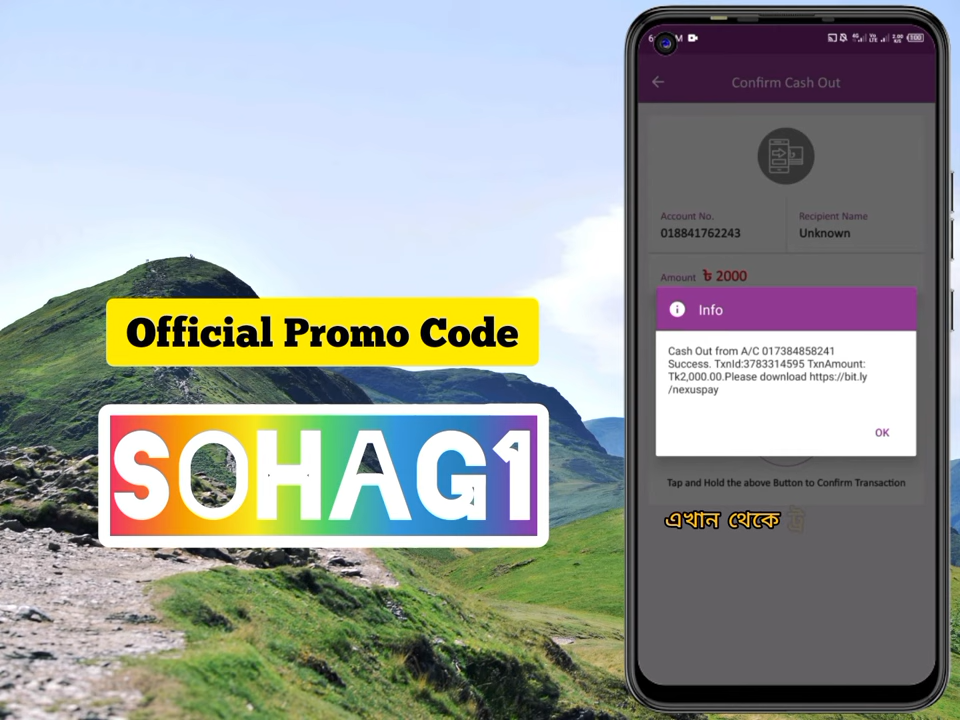 Official Promo Code
SOHAG1
Confirm Cash Out
Account No.
018841762243
Recipient Name
Unknown
Amount ৳ 2000
Info
Cash Out from A/C 017384858241
Success. TxnId:3783314595 TxnAmount:
Tk2,000.00.Please download https://bit.ly
/nexuspay
OK
Tap and Hold the above Button to Confirm Transaction
এখান থেকে